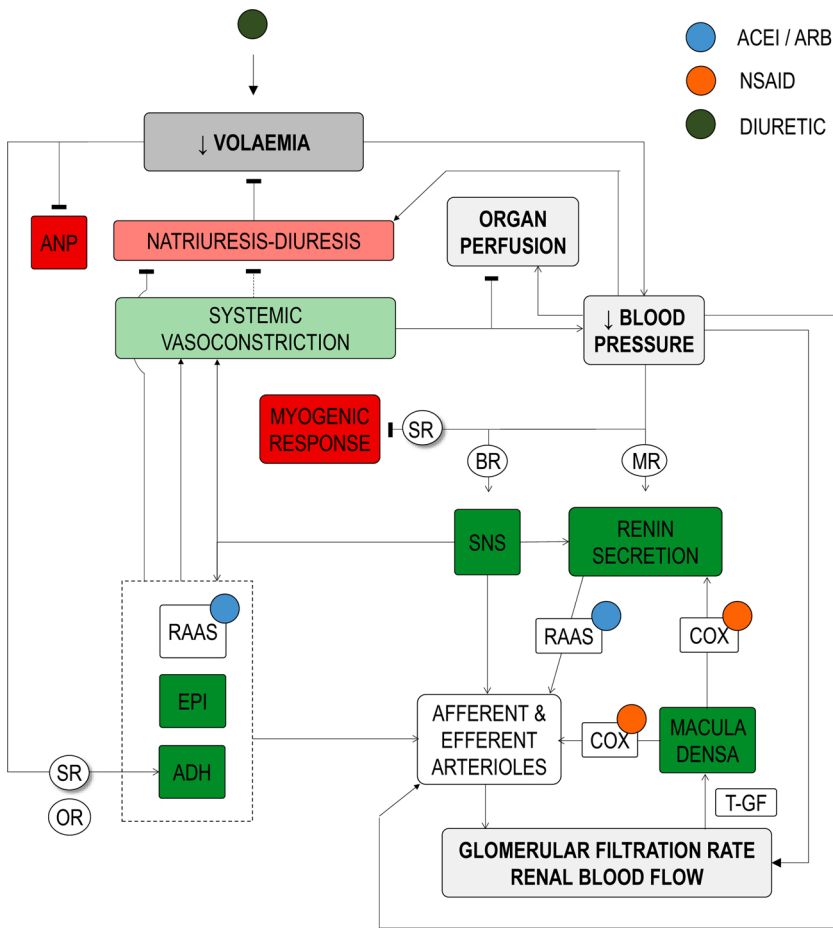 ACEI / ARB
NSAID
DIURETIC
↓ VOLAEMIA
ANP
NATRIURESIS-DIURESIS
ORGAN
PERFUSION
SYSTEMIC
VASOCONSTRICTION
↓ BLOOD
PRESSURE
MYOGENIC
RESPONSE
SR
BR
MR
SNS
RENIN
SECRETION
RAAS
RAAS
COX
EPI
AFFERENT &
EFFERENT
ARTERIOLES
COX
MACULA
DENSA
SR
ADH
OR
T-GF
GLOMERULAR FILTRATION RATE
RENAL BLOOD FLOW